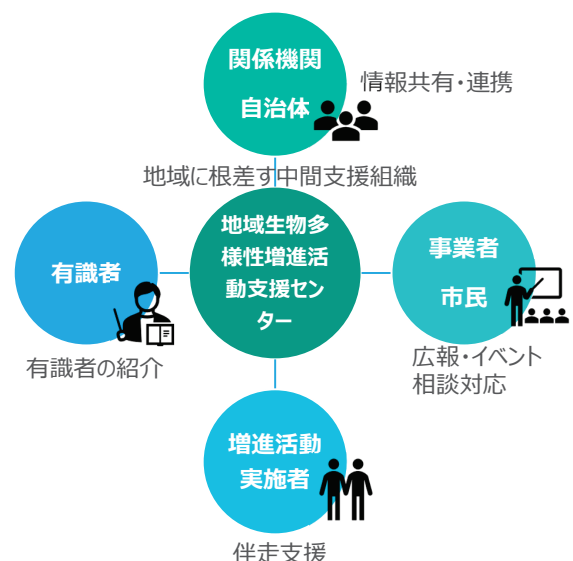 関係機関
自治体
情報共有・連携
地域に根差す中間支援組織
地域生物多
様性増進活
動支援セン
ター
有識者
有識者の紹介
事業者
市民
広報・イベント
相談対応
増進活動
実施者
伴走支援